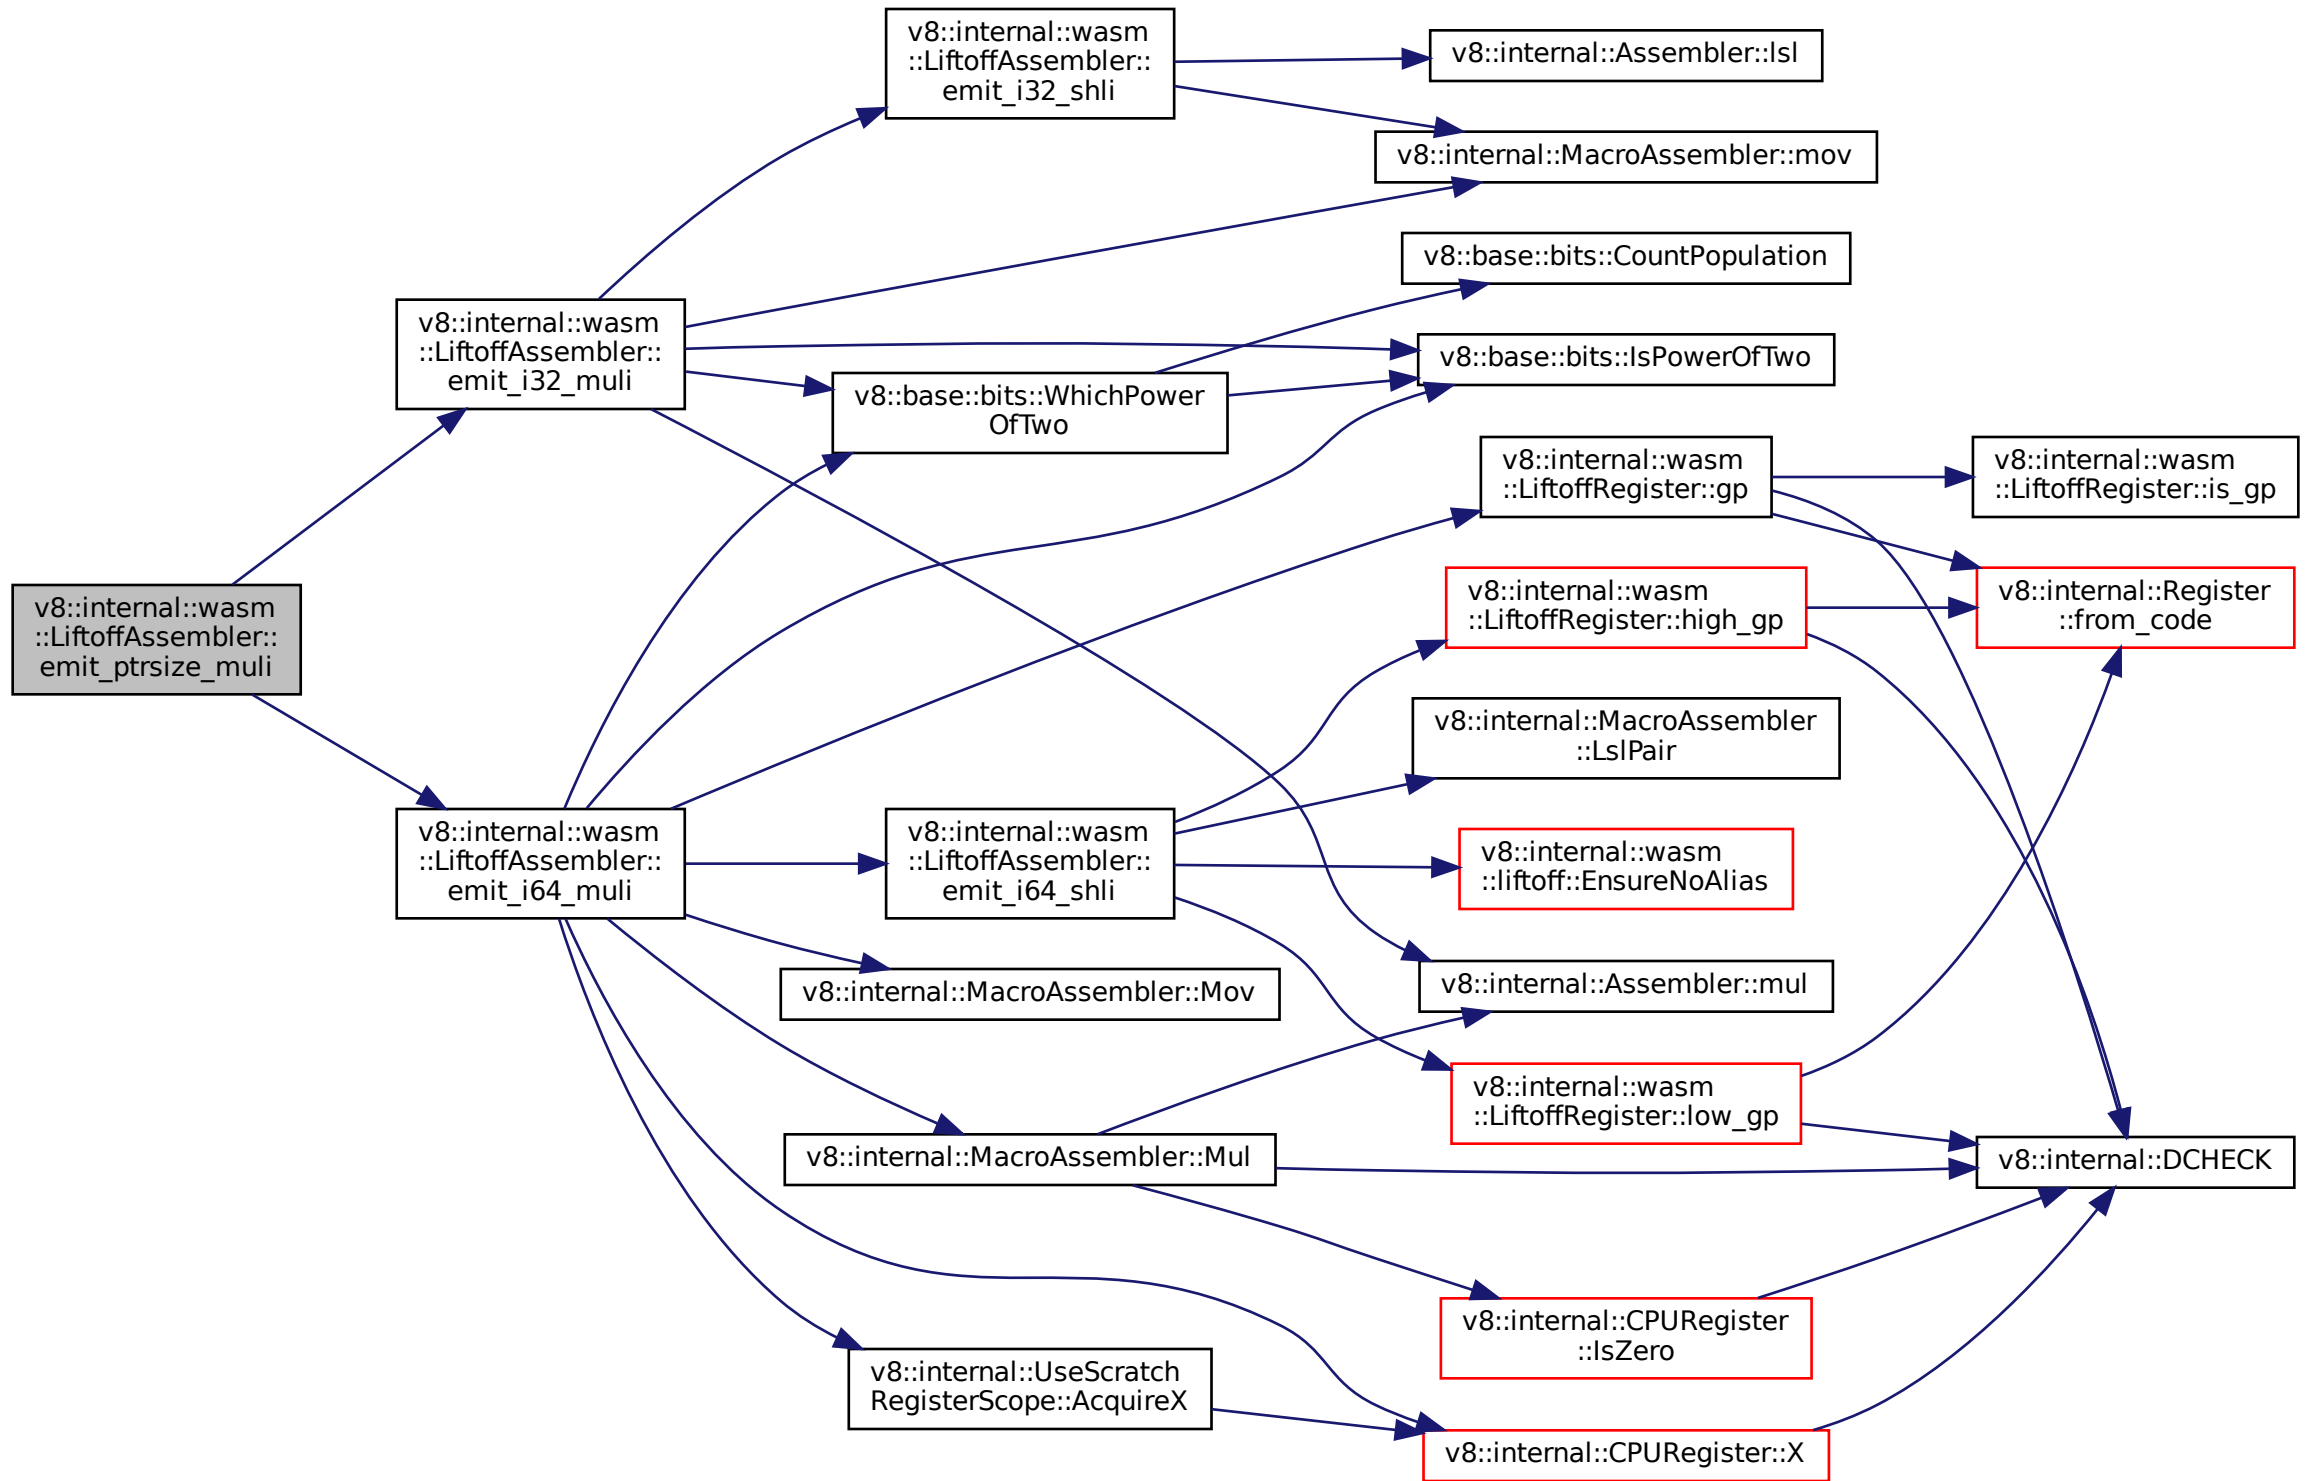 v8::internal::wasm
::LiftoffAssembler::
emit_ptrsize_muli
v8::internal::wasm
::LiftoffAssembler::
emit_i32_muli
v8::internal::wasm
::LiftoffAssembler::
emit_i64_muli
v8::internal::wasm
::LiftoffAssembler::
emit_i32_shli
v8::base::bits::WhichPower
OfTwo
v8::internal::wasm
::LiftoffAssembler::
emit_i64_shli
v8::internal::MacroAssembler::Mov
v8::internal::MacroAssembler::Mul
v8::internal::UseScratch
RegisterScope::AcquireX
v8::internal::Assembler::lsl
v8::internal::MacroAssembler::mov
v8::base::bits::CountPopulation
v8::base::bits::IsPowerOfTwo
v8::internal::wasm
::LiftoffRegister::gp
v8::internal::wasm
::LiftoffRegister::high_gp
v8::internal::MacroAssembler
::LslPair
v8::internal::wasm
::liftoff::EnsureNoAlias
v8::internal::Assembler::mul
v8::internal::wasm
::LiftoffRegister::low_gp
v8::internal::CPURegister
::IsZero
v8::internal::CPURegister::X
v8::internal::wasm
::LiftoffRegister::is_gp
v8::internal::Register
::from_code
v8::internal::DCHECK